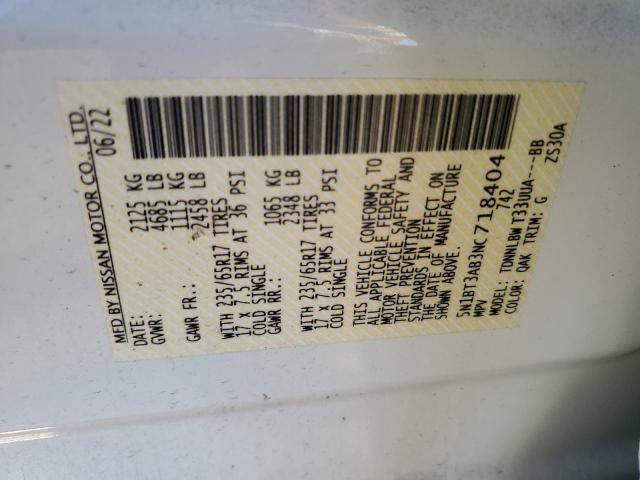 MFD BY NISSAN MOTOR CO., LTD.
DATE: 06/22
GVWR: 2125 KG
4685 LB
GAWR FR.: 1115 KG
2458 LB
WITH 235/65R17 TIRES
17 X 7.5 RIMS AT 36 PSI
COLD SINGLE
GAWR RR.: 1065 KG
2348 LB
WITH 235/65R17 TIRES
17 X 7.5 RIMS AT 33 PSI
COLD SINGLE
THIS VEHICLE CONFORMS TO
ALL APPLICABLE FEDERAL
MOTOR VEHICLE SAFETY AND
THEFT PREVENTION
STANDARDS IN EFFECT ON
THE DATE OF MANUFACTURE
SHOWN ABOVE.
5N1BT3AB3NC718404
MPV 742
MODEL: TDNNLBW T33UUA---BB
COLOR: QAK TRIM: G ZS30A